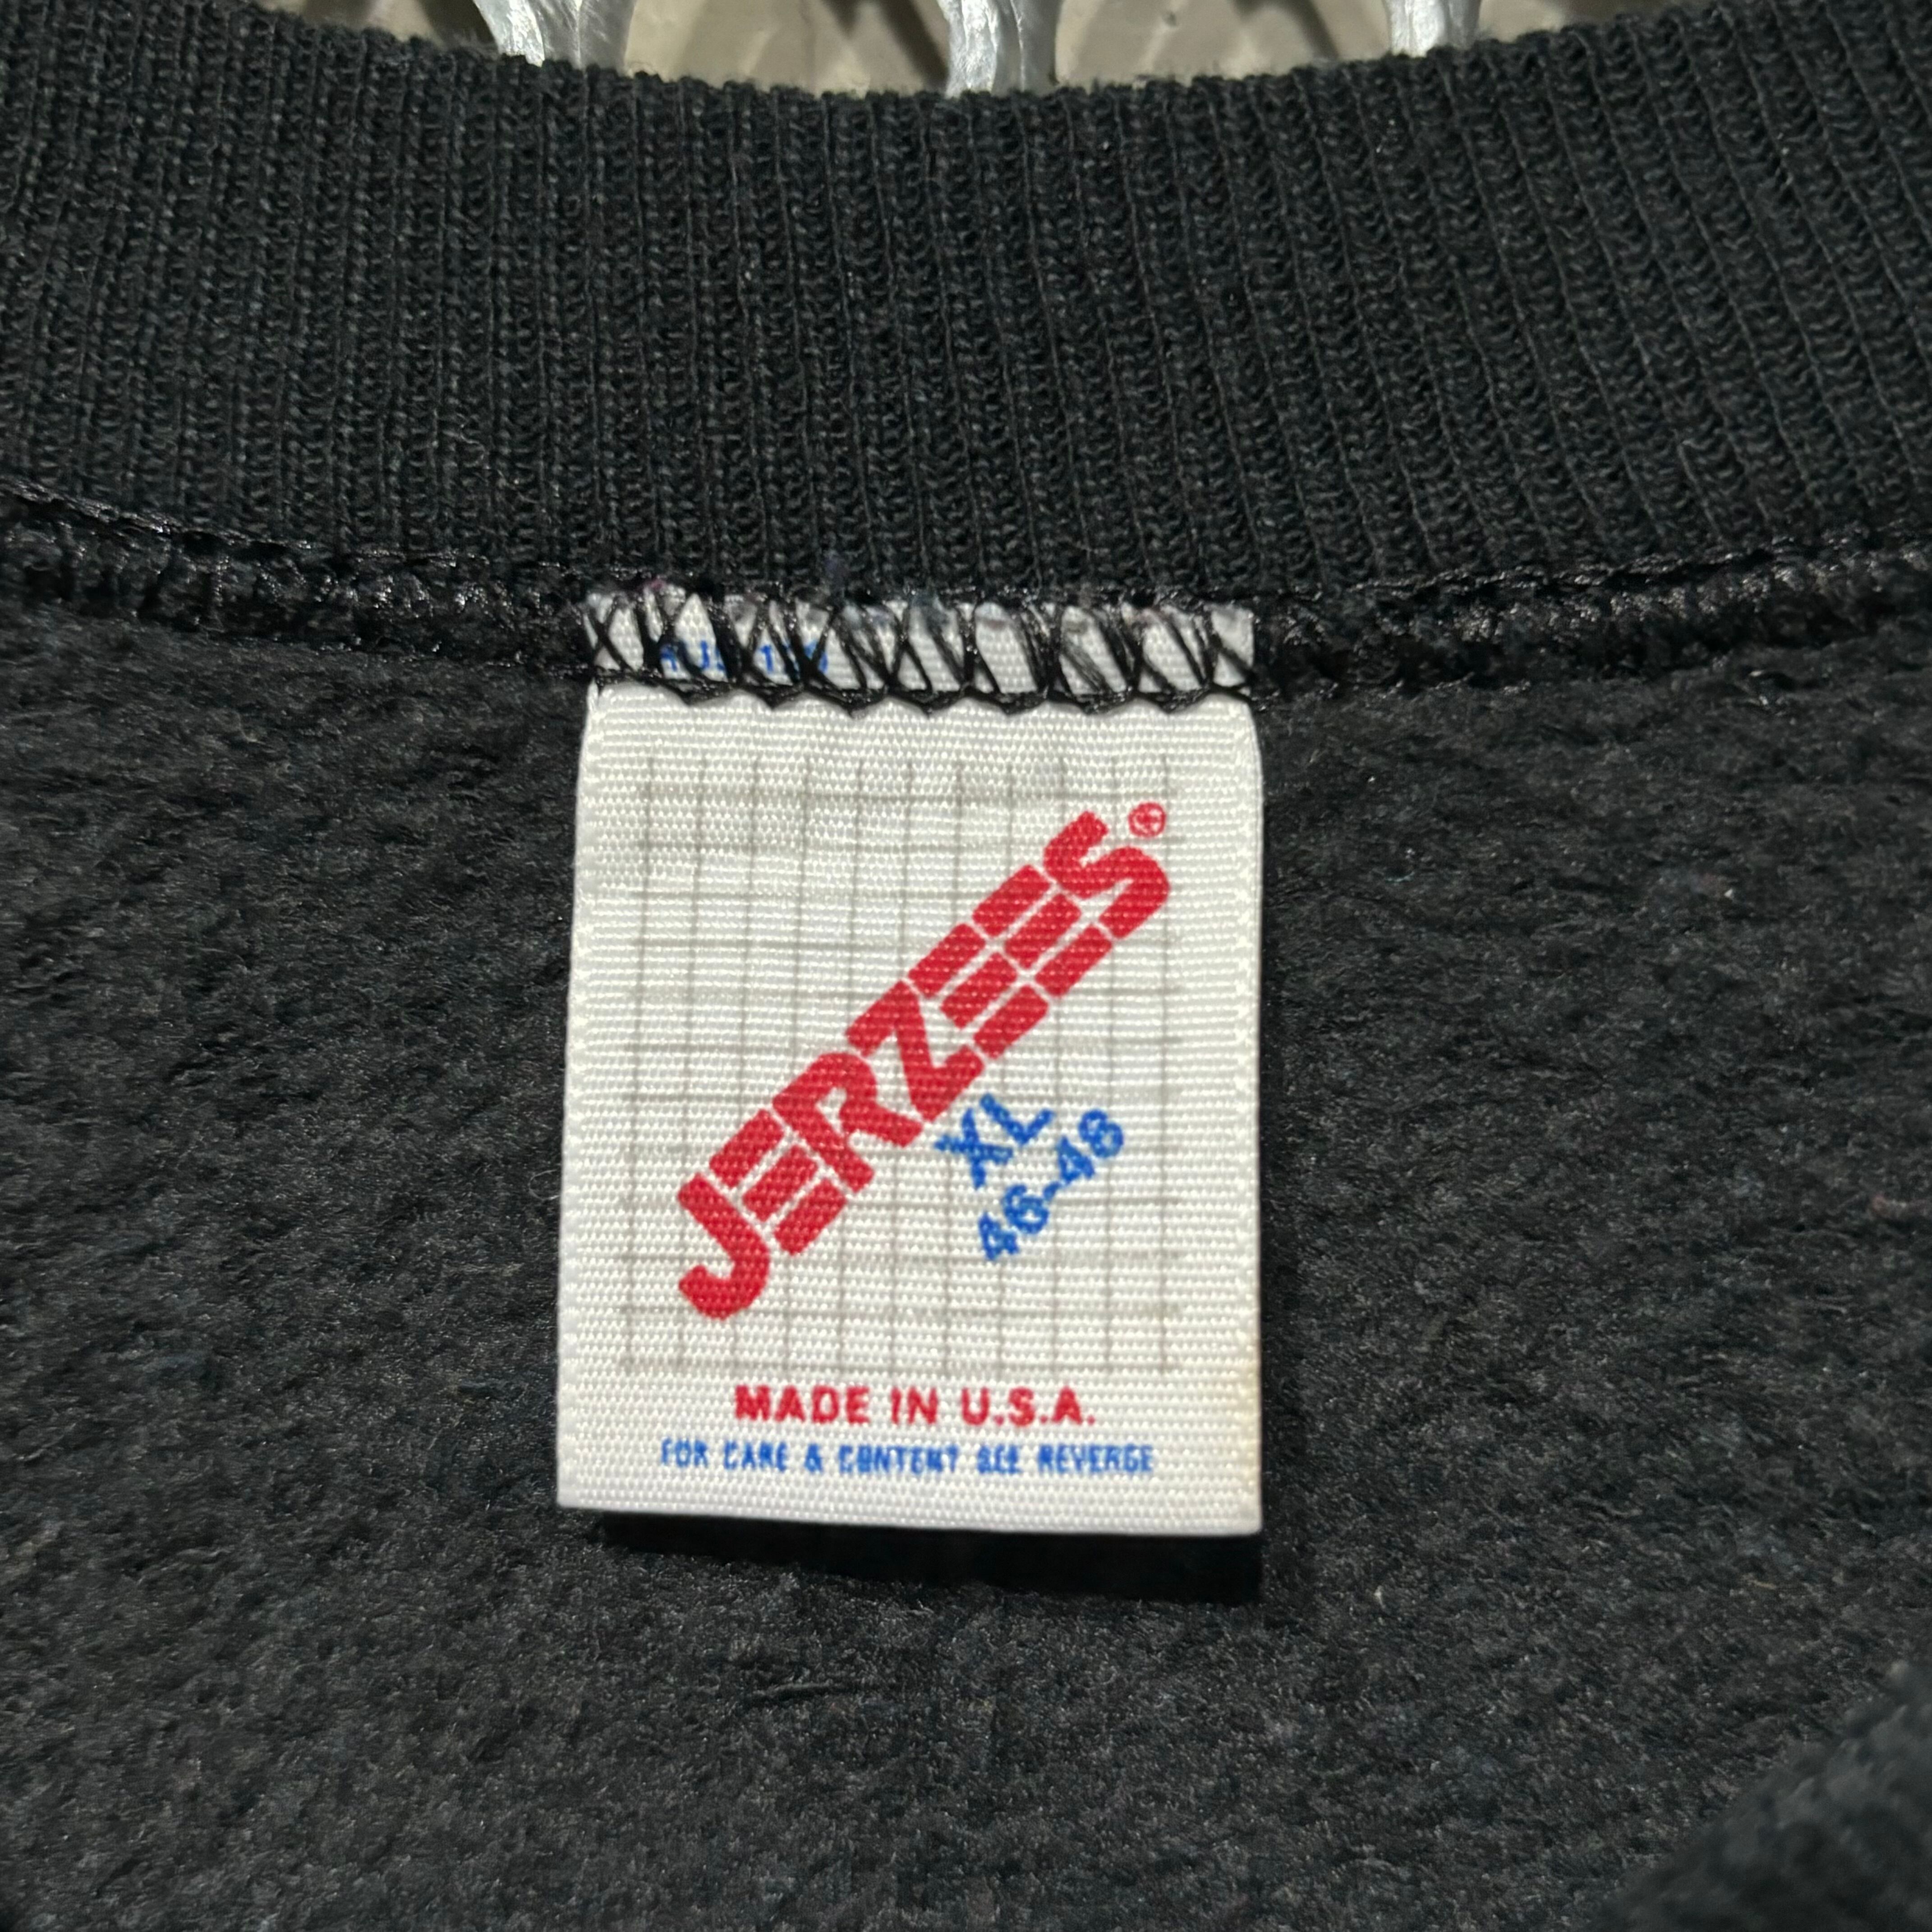 JERZEES®
XL
46-48
MADE IN U.S.A.
FOR CARE & CONTENT SEE REVERSE